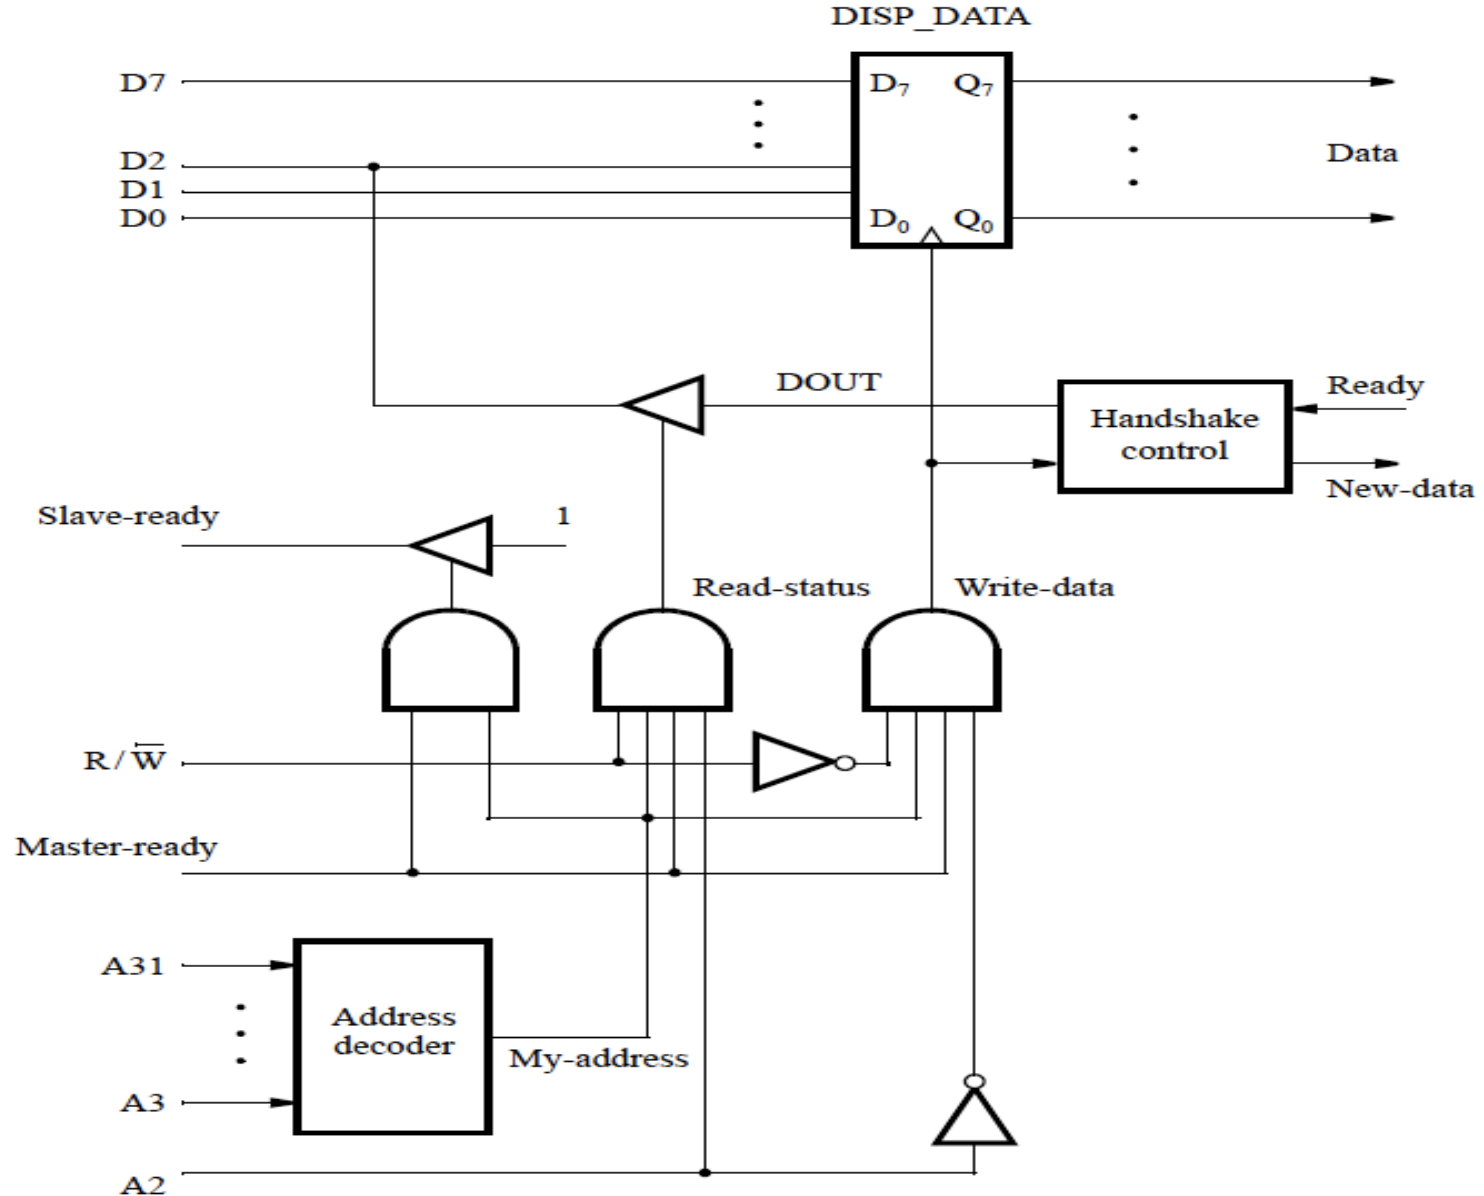 DISP_DATA
D7
D₇ Q₇
Data
D2
D1
D0
D₀ Q₀
DOUT
Ready
Handshake
control
New-data
Slave-ready
1
Read-status
Write-data
R/W̅
Master-ready
A31
Address
decoder
My-address
A3
A2